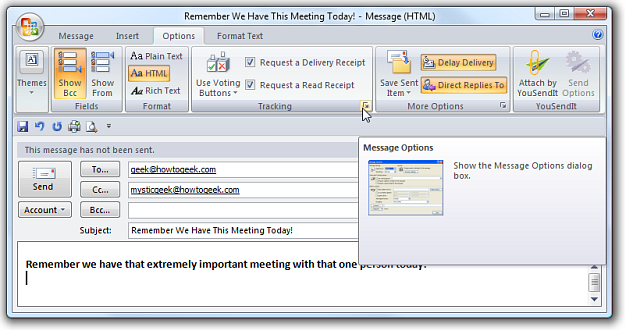 Remember We Have This Meeting Today! - Message (HTML)
Message Insert Options Format Text
Themes
Show Bcc
Show From
Fields
Aa Plain Text
Aa HTML
Aa Rich Text
Format
Use Voting Buttons
Request a Delivery Receipt
Request a Read Receipt
Tracking
Save Sent Item
Delay Delivery
Direct Replies To
More Options
Attach by YouSendIt
Send Options
YouSendIt
This message has not been sent.
Send
Account
To... geek@howtogeek.com
Cc... mysticgeek@howtogeek.com
Bcc...
Subject: Remember We Have This Meeting Today!
Message Options
Show the Message Options dialog
box.
Remember we have that extremely important meeting with that one person today.